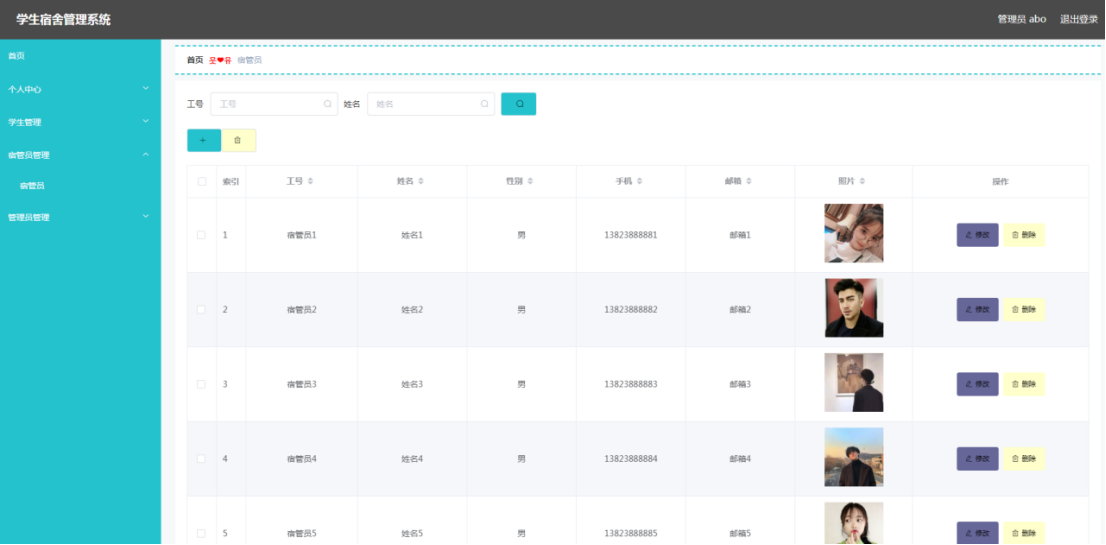 学生宿舍管理系统
管理员 abo 退出登录
首页
个人中心
学生管理
宿管员管理
宿管员
管理员管理
首页 웃❤유 宿管员
工号 工号 姓名 姓名
索引 工号 姓名 性别 手机 邮箱 照片 操作
1 宿管员1 姓名1 男 13823888881 邮箱1 修改 删除
2 宿管员2 姓名2 男 13823888882 邮箱2 修改 删除
3 宿管员3 姓名3 男 13823888883 邮箱3 修改 删除
4 宿管员4 姓名4 男 13823888884 邮箱4 修改 删除
5 宿管员5 姓名5 男 13823888885 邮箱5 修改 删除